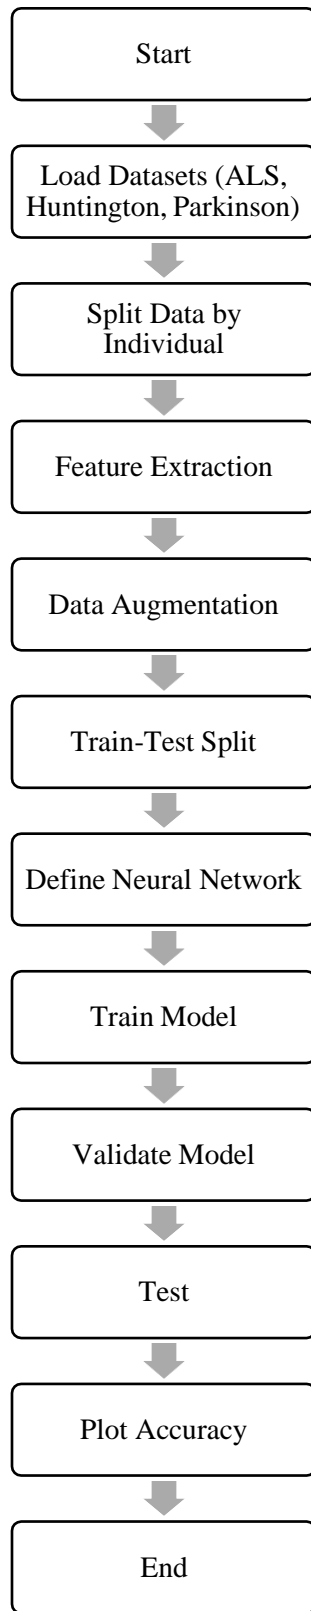 Start
Load Datasets (ALS,
Huntington, Parkinson)
Split Data by
Individual
Feature Extraction
Data Augmentation
Train-Test Split
Define Neural Network
Train Model
Validate Model
Test
Plot Accuracy
End